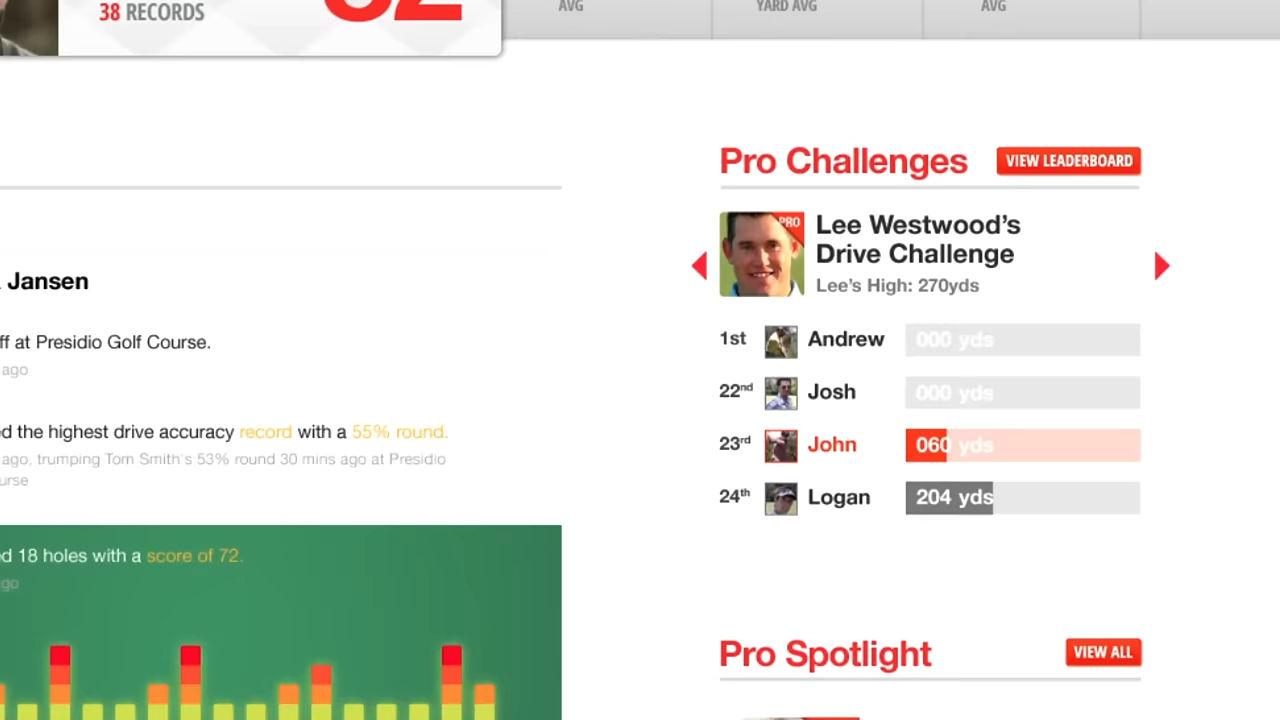 38 RECORDS
AVG
YARD AVG
AVG
Jansen
ff at Presidio Golf Course.
ago
d the highest drive accuracy record with a 55% round.
ago, trumping Tom Smith's 53% round 30 mins ago at Presidio
urse
d 18 holes with a score of 72.
go
Pro Challenges VIEW LEADERBOARD
PRO
Lee Westwood's
Drive Challenge
Lee's High: 270yds
1st Andrew 000 yds
22nd Josh 000 yds
23rd John 060 yds
24th Logan 204 yds
Pro Spotlight VIEW ALL